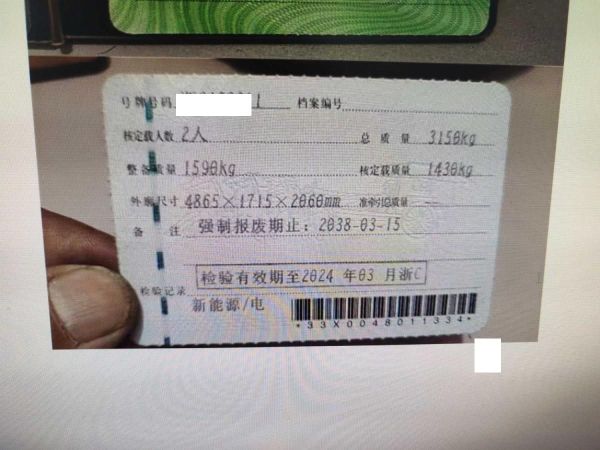 号牌号码 档案编号
核定载人数 2人 总质量 3150kg
整备质量 1590kg 核定载质量 1430kg
外廓尺寸 4865×1715×2060mm 准牵引总质量 —
备注 强制报废期止：2038-03-15
检验有效期至2024年03月浙C
检验记录
新能源/电
*33X0048011334*